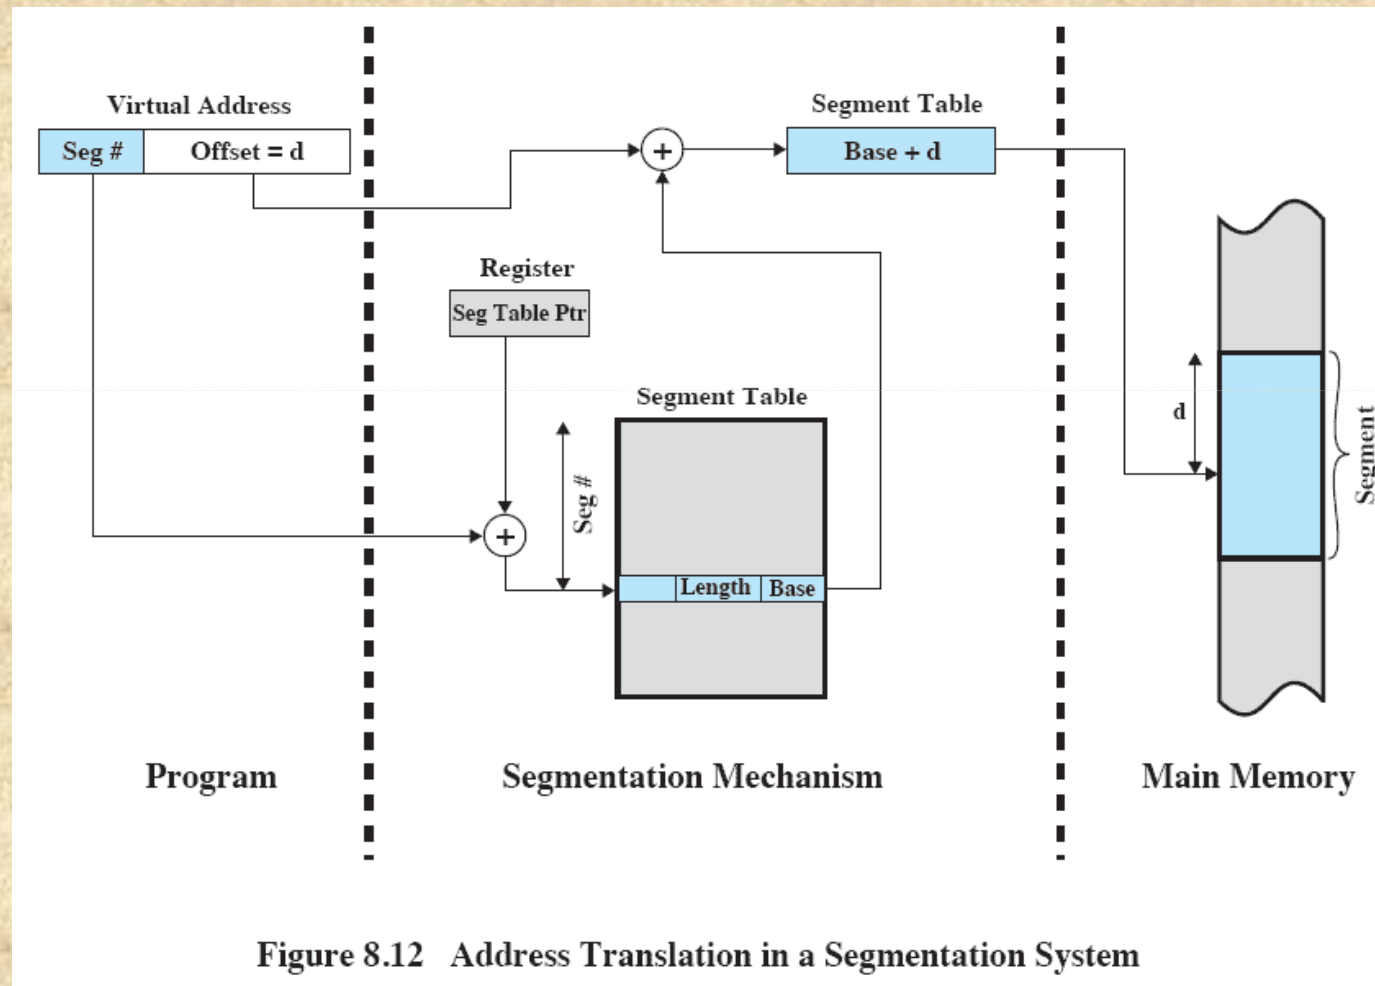 Virtual Address
Seg #
Offset = d
Segment Table
Base + d
Register
Seg Table Ptr
Segment Table
Seg #
Length
Base
d
Segment
Program
Segmentation Mechanism
Main Memory
Figure 8.12 Address Translation in a Segmentation System